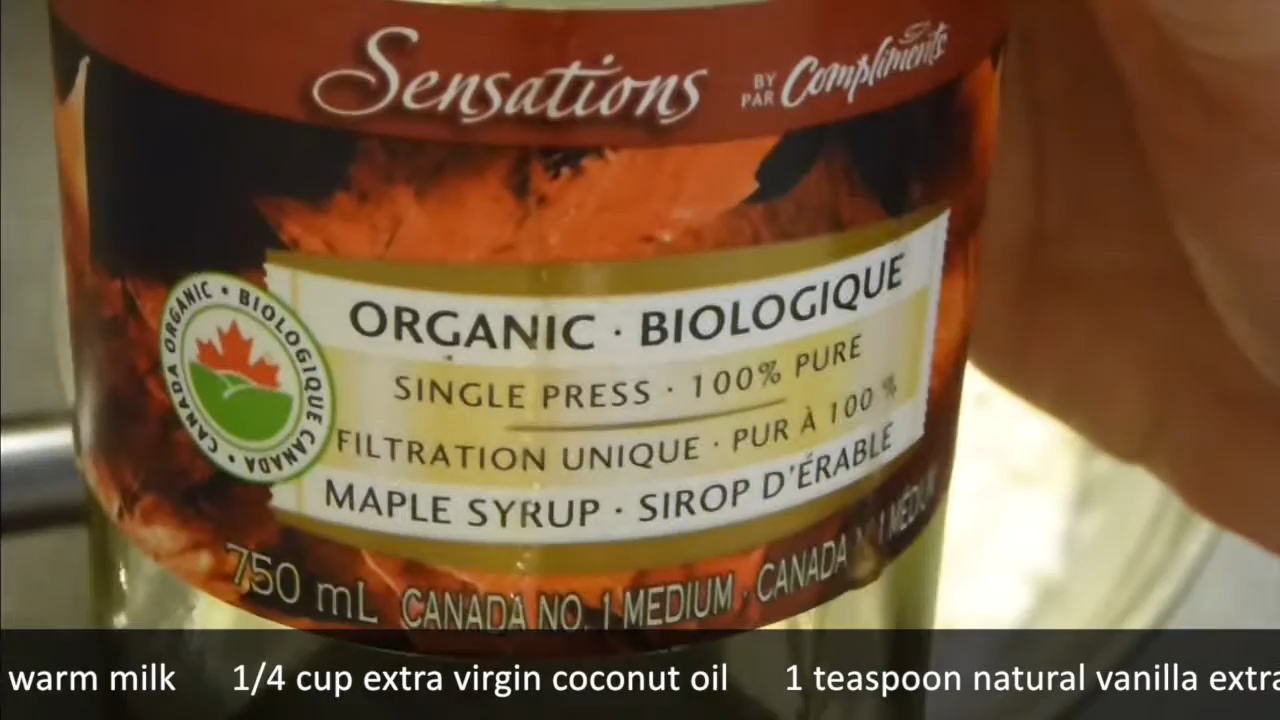 Sensations BY PAR Compliments
ORGANIC · BIOLOGIQUE
SINGLE PRESS · 100% PURE
FILTRATION UNIQUE · PUR À 100 %
MAPLE SYRUP · SIROP D'ÉRABLE
CANADA ORGANIC · BIOLOGIQUE CANADA ·
750 mL CANADA NO. 1 MEDIUM · CANADA N° 1 MEDIUM
warm milk 1/4 cup extra virgin coconut oil 1 teaspoon natural vanilla extra